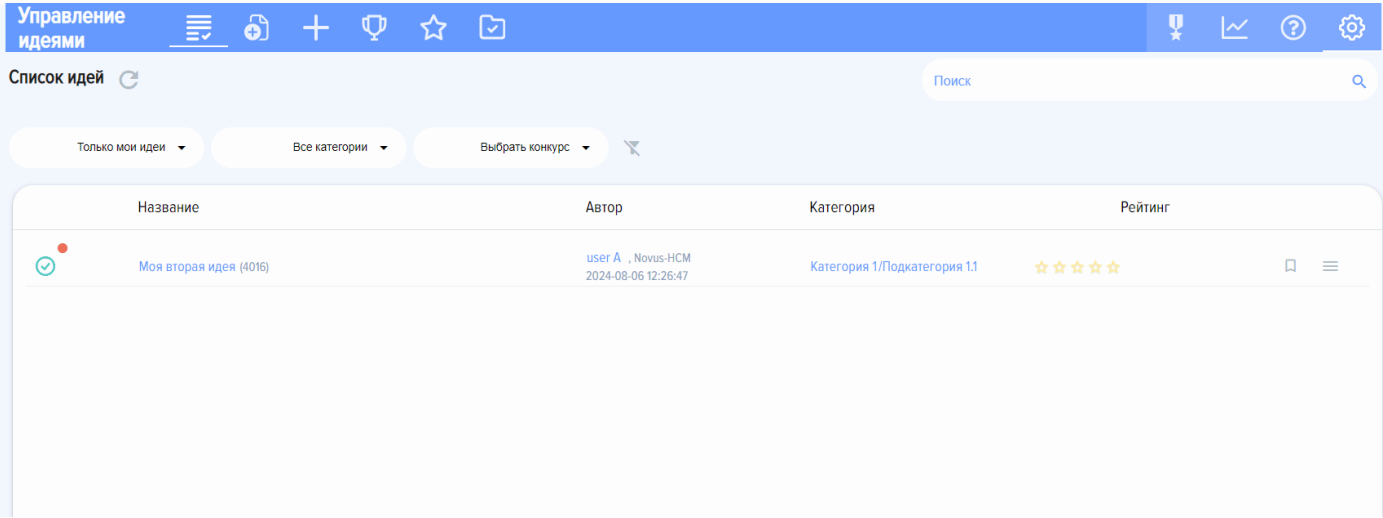 Управление
идеями
Список идей
Поиск
Только мои идеи Все категории Выбрать конкурс
Название Автор Категория Рейтинг
Моя вторая идея (4016) user A , Novus-HCM Категория 1/Подкатегория 1.1
2024-08-06 12:26:47